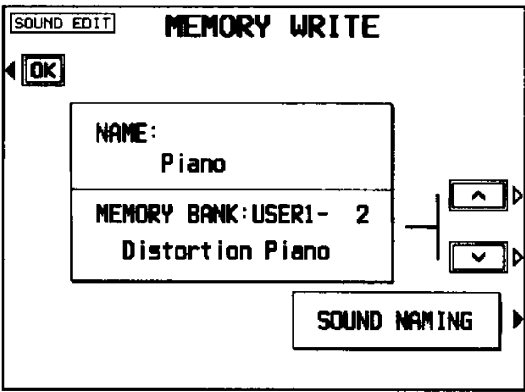 SOUND EDIT
MEMORY WRITE
OK
NAME:
Piano
MEMORY BANK:USER1- 2
Distortion Piano
SOUND NAMING